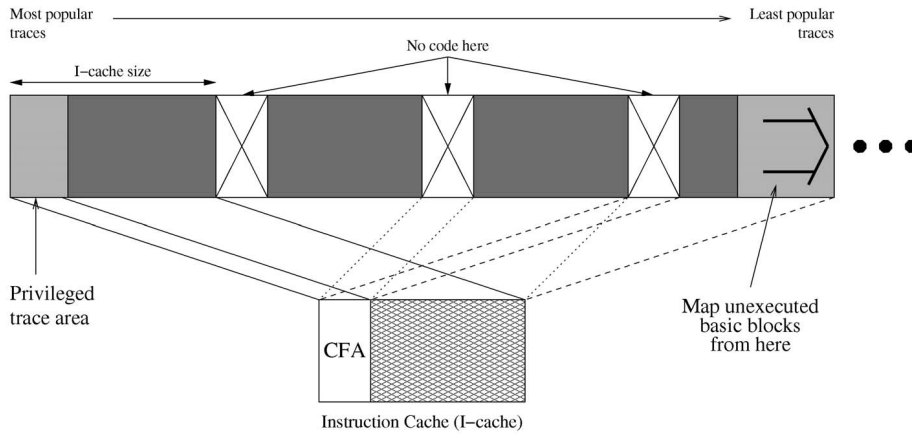 Most popular
traces
Least popular
traces
No code here
I-cache size
Privileged
trace area
Map unexecuted
basic blocks
from here
CFA
Instruction Cache (I-cache)